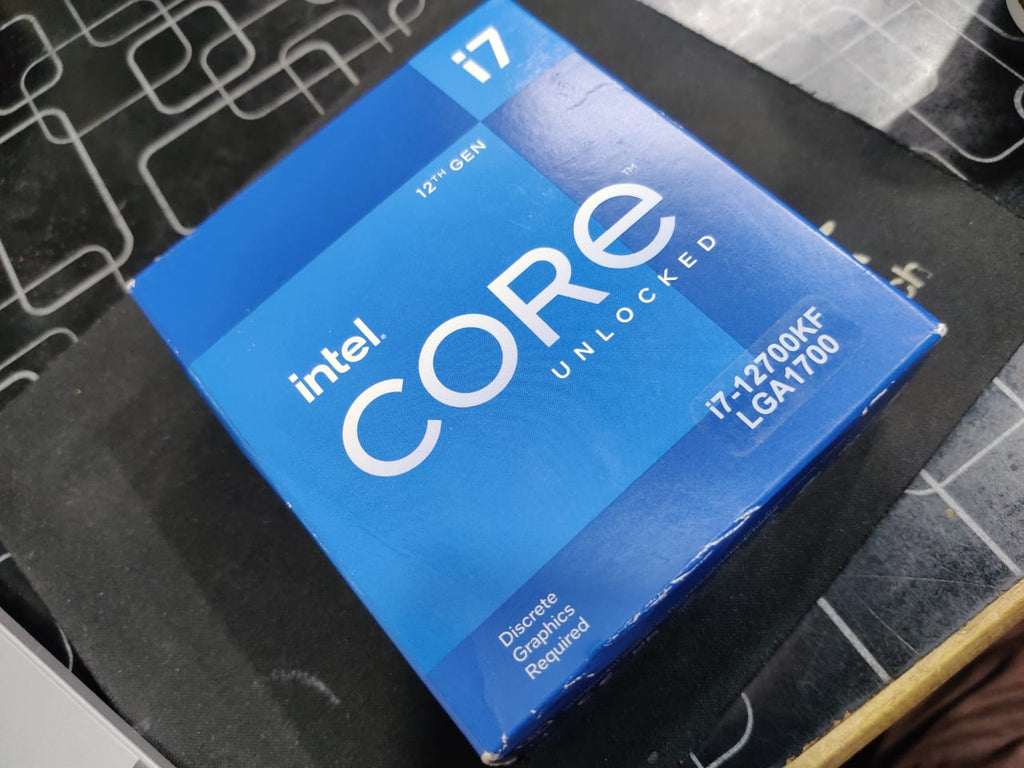 i7
12TH GEN
intel.
CORe™
UNLOCKED
i7-12700KF
LGA1700
Discrete
Graphics
Required